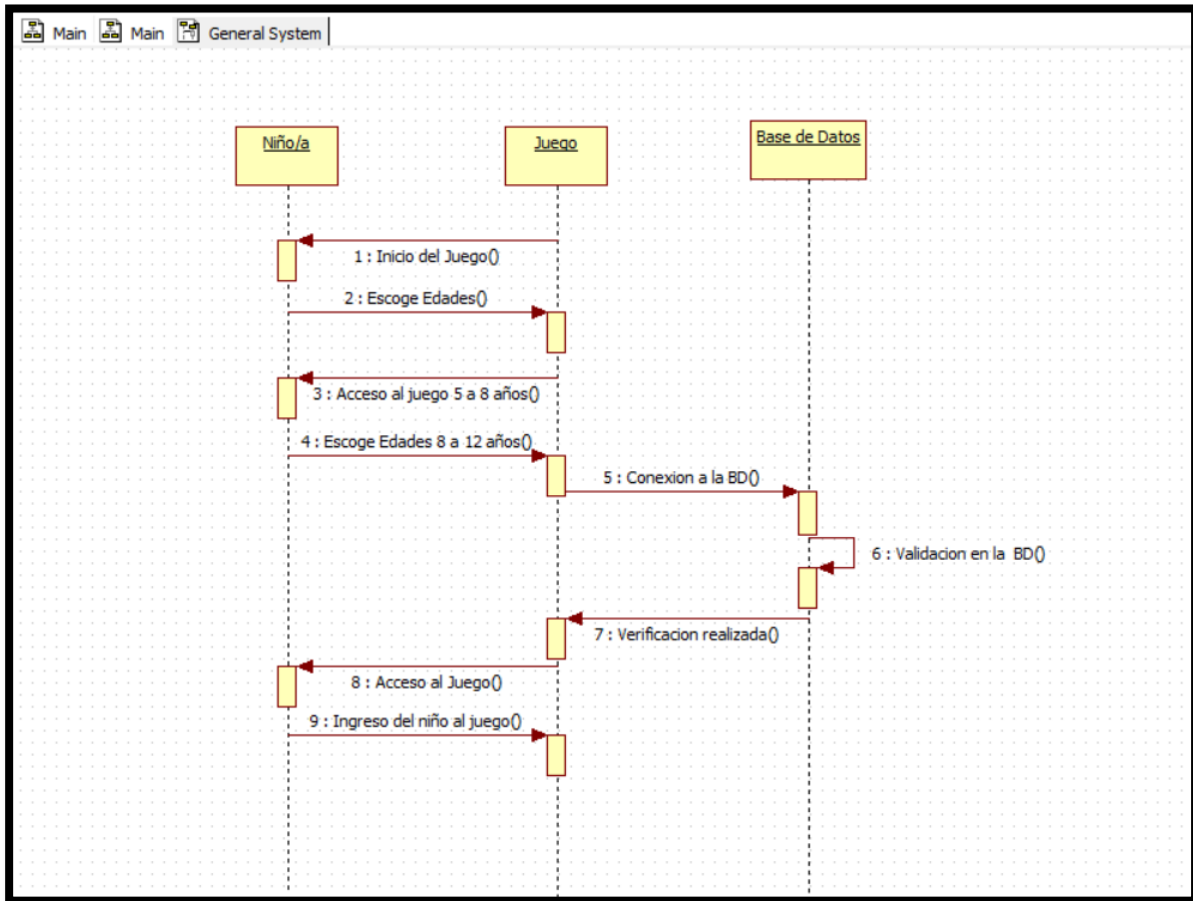 Main Main General System
Niño/a Juego Base de Datos
1 : Inicio del Juego()
2 : Escoge Edades()
3 : Acceso al juego 5 a 8 años()
4 : Escoge Edades 8 a 12 años()
5 : Conexion a la BD()
6 : Validacion en la  BD()
7 : Verificacion realizada()
8 : Acceso al Juego()
9 : Ingreso del niño al juego()